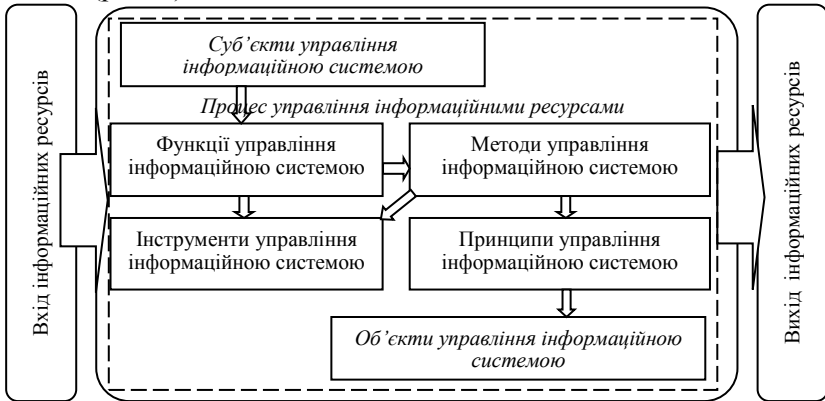 Вхід інформаційних ресурсів
Суб’єкти управління
інформаційною системою
Процес управління інформаційними ресурсами
Функції управління
інформаційною системою
Методи управління
інформаційною системою
Інструменти управління
інформаційною системою
Принципи управління
інформаційною системою
Об’єкти управління інформаційною
системою
Вихід інформаційних ресурсів